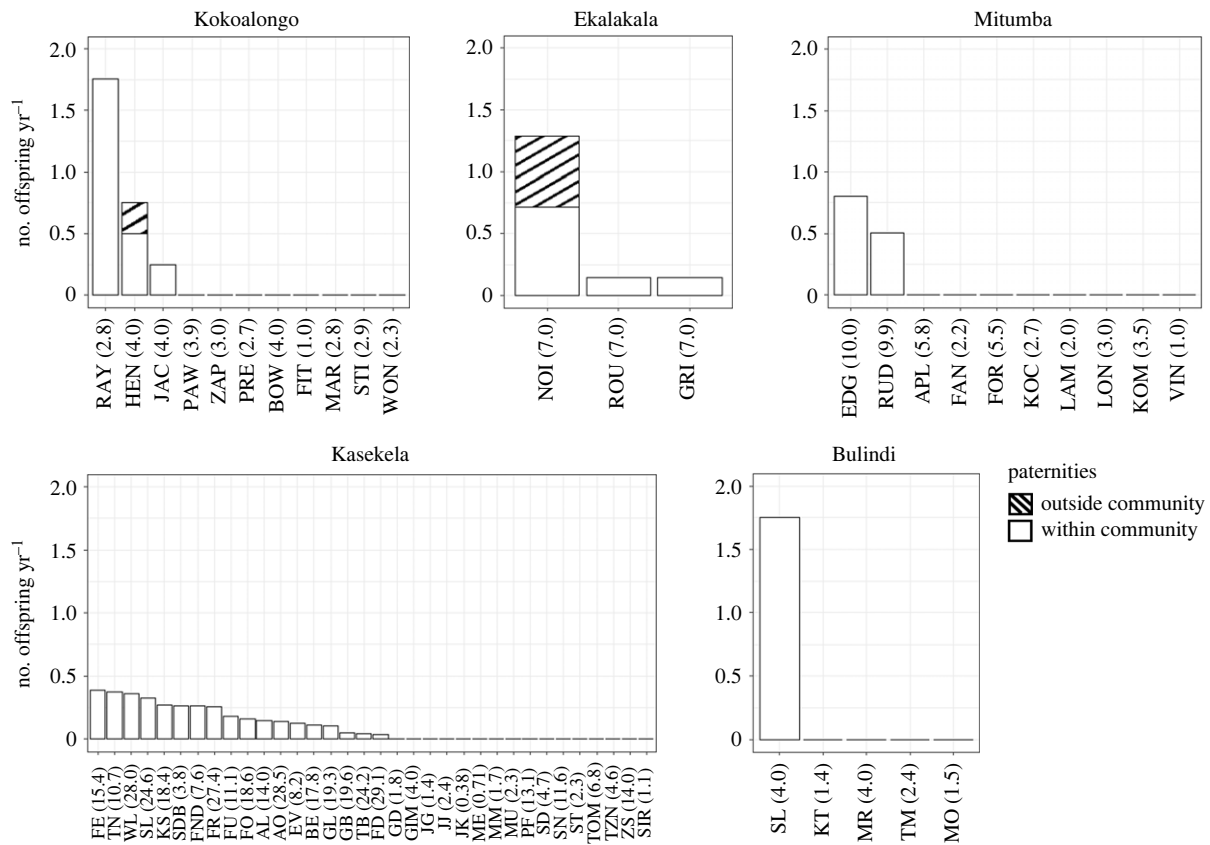 Kokoalongo
Ekalakala
Mitumba
no. offspring yr⁻¹
2.0
1.5
1.0
0.5
0
2.0
1.5
1.0
0.5
0
2.0
1.5
1.0
0.5
0
RAY (2.8)
HEN (4.0)
JAC (4.0)
PAW (3.9)
ZAP (3.0)
PRE (2.7)
BOW (4.0)
FIT (1.0)
MAR (2.8)
STI (2.9)
WON (2.3)
NOI (7.0)
ROU (7.0)
GRI (7.0)
EDG (10.0)
RUD (9.9)
APL (5.8)
FAN (2.2)
FOR (5.5)
KOC (2.7)
LAM (2.0)
LON (3.0)
KOM (3.5)
VIN (1.0)
Kasekela
Bulindi
no. offspring yr⁻¹
2.0
1.5
1.0
0.5
0
2.0
1.5
1.0
0.5
0
paternities
outside community
within community
FE (15.4)
TN (10.7)
WL (28.0)
SL (24.6)
KS (18.4)
SDB (3.8)
FND (7.6)
FR (27.4)
FU (11.1)
FO (18.6)
AL (14.0)
AO (28.5)
EV (8.2)
BE (17.8)
GL (19.3)
GB (19.6)
TB (24.2)
FD (29.1)
GD (1.8)
GIM (4.0)
JG (1.4)
JJ (2.4)
JK (0.38)
ME (0.71)
MM (1.7)
MU (2.3)
PF (13.1)
SD (4.7)
SN (11.6)
ST (2.3)
TOM (6.8)
TZN (4.6)
ZS (14.0)
SIR (1.1)
SL (4.0)
KT (1.4)
MR (4.0)
TM (2.4)
MO (1.5)